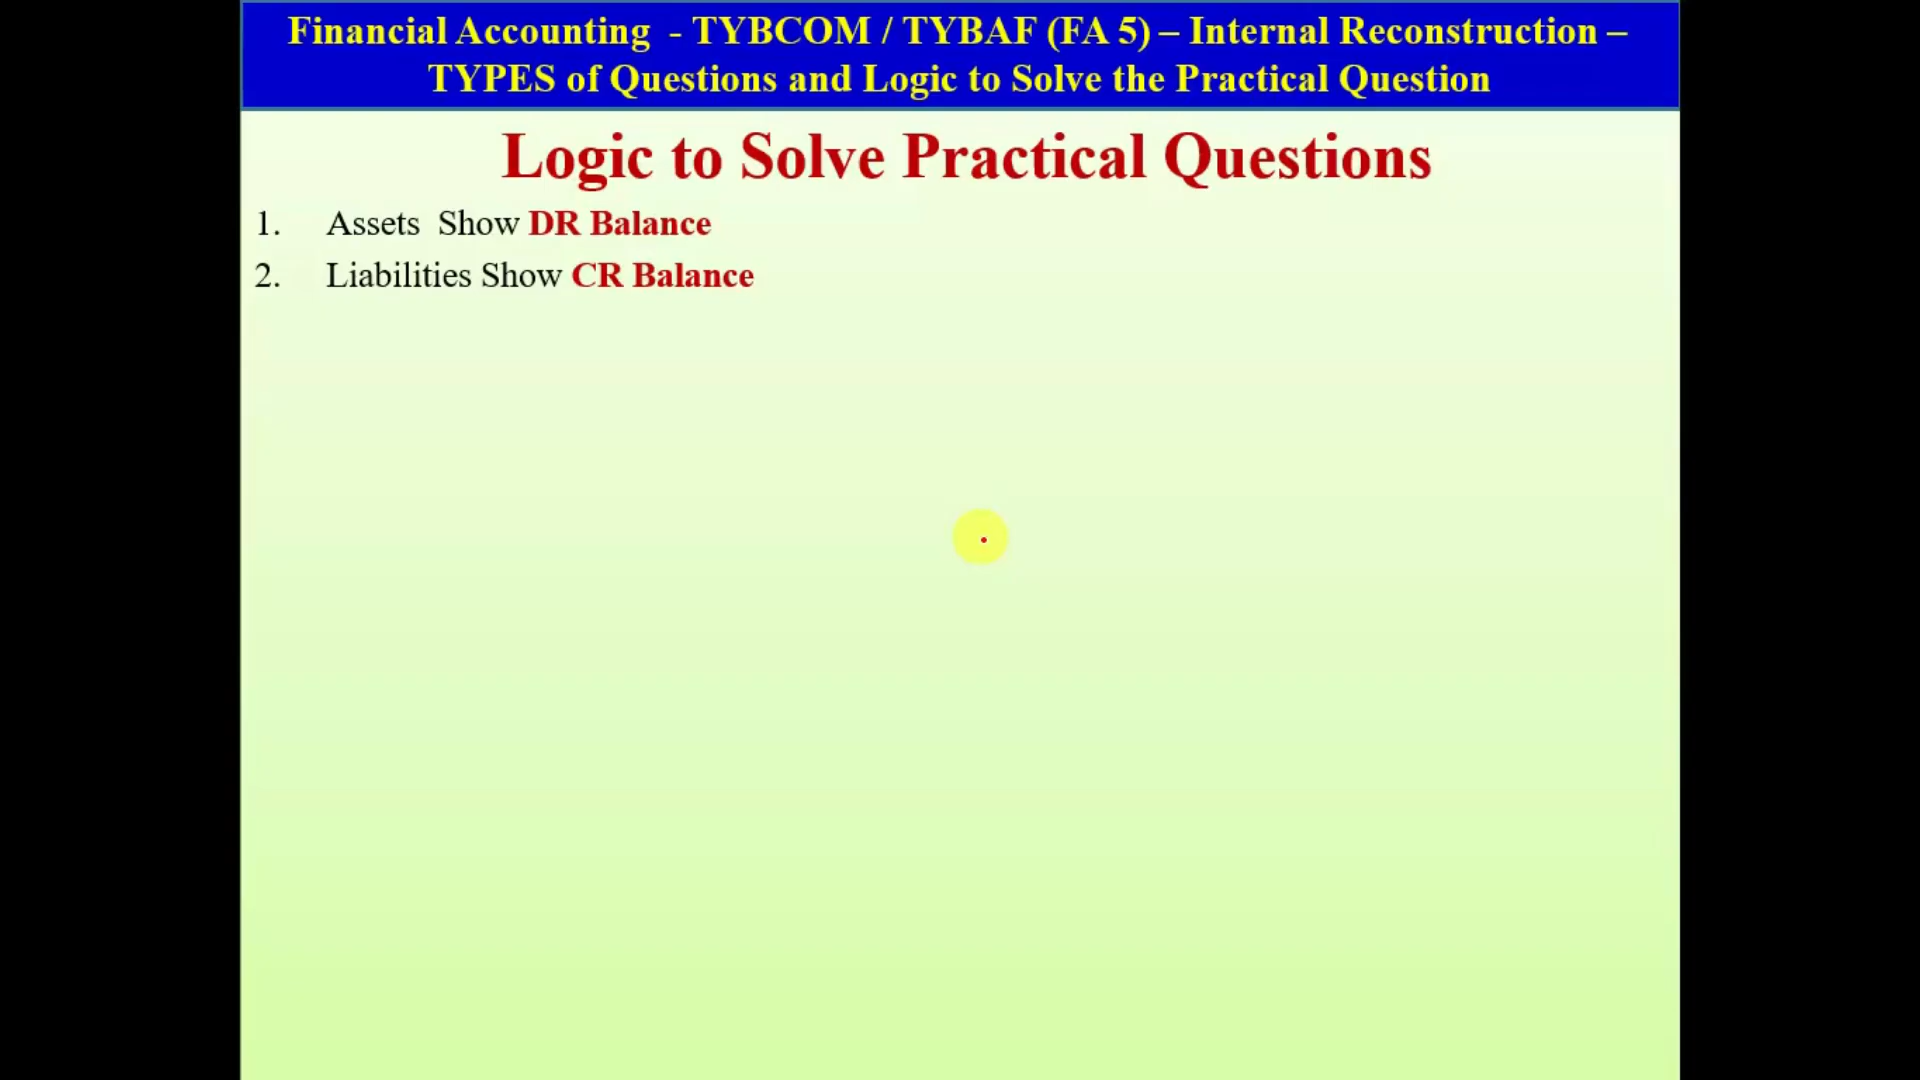 Financial Accounting - TYBCOM / TYBAF (FA 5) – Internal Reconstruction –
TYPES of Questions and Logic to Solve the Practical Question
Logic to Solve Practical Questions
1. Assets Show DR Balance
2. Liabilities Show CR Balance